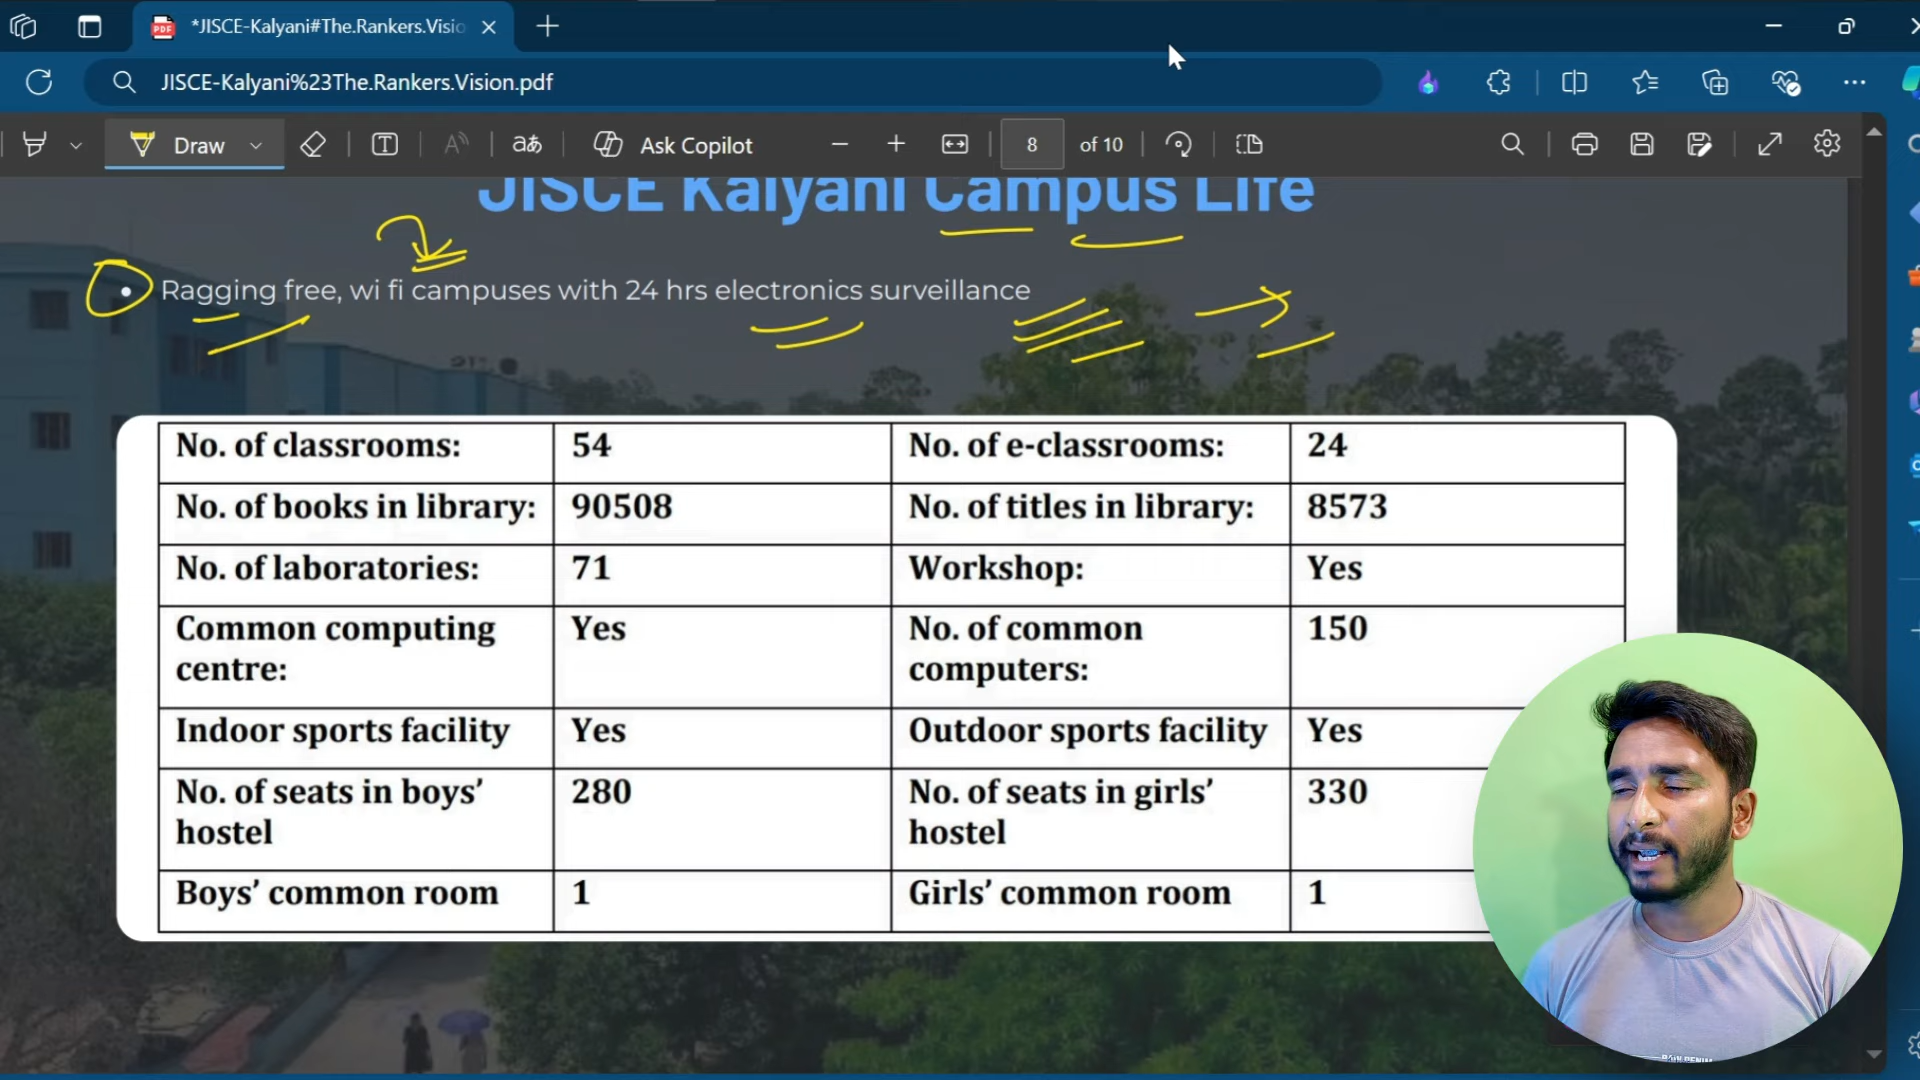 *JISCE-Kalyani#The.Rankers.Visio
JISCE-Kalyani%23The.Rankers.Vision.pdf
Draw
Ask Copilot
8 of 10
JISCE Kalyani Campus Life
Ragging free, wi fi campuses with 24 hrs electronics surveillance
No. of classrooms: 54 No. of e-classrooms: 24
No. of books in library: 90508 No. of titles in library: 8573
No. of laboratories: 71 Workshop: Yes
Common computing centre: Yes No. of common computers: 150
Indoor sports facility Yes Outdoor sports facility Yes
No. of seats in boys’ hostel 280 No. of seats in girls’ hostel 330
Boys’ common room 1 Girls’ common room 1